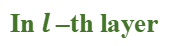 In l –th layer